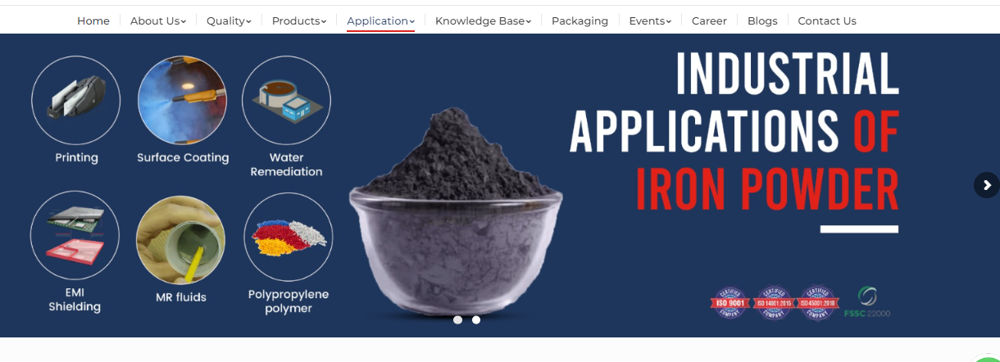 Home About Us Quality Products Application Knowledge Base Packaging Events Career Blogs Contact Us
INDUSTRIAL
APPLICATIONS OF
IRON POWDER
Printing
Surface Coating
Water
Remediation
EMI
Shielding
MR fluids
Polypropylene
polymer
CERTIFIED
ISO 9001
COMPANY
CERTIFIED
ISO 14001:2015
COMPANY
CERTIFIED
ISO 45001:2018
COMPANY
FSSC 22000